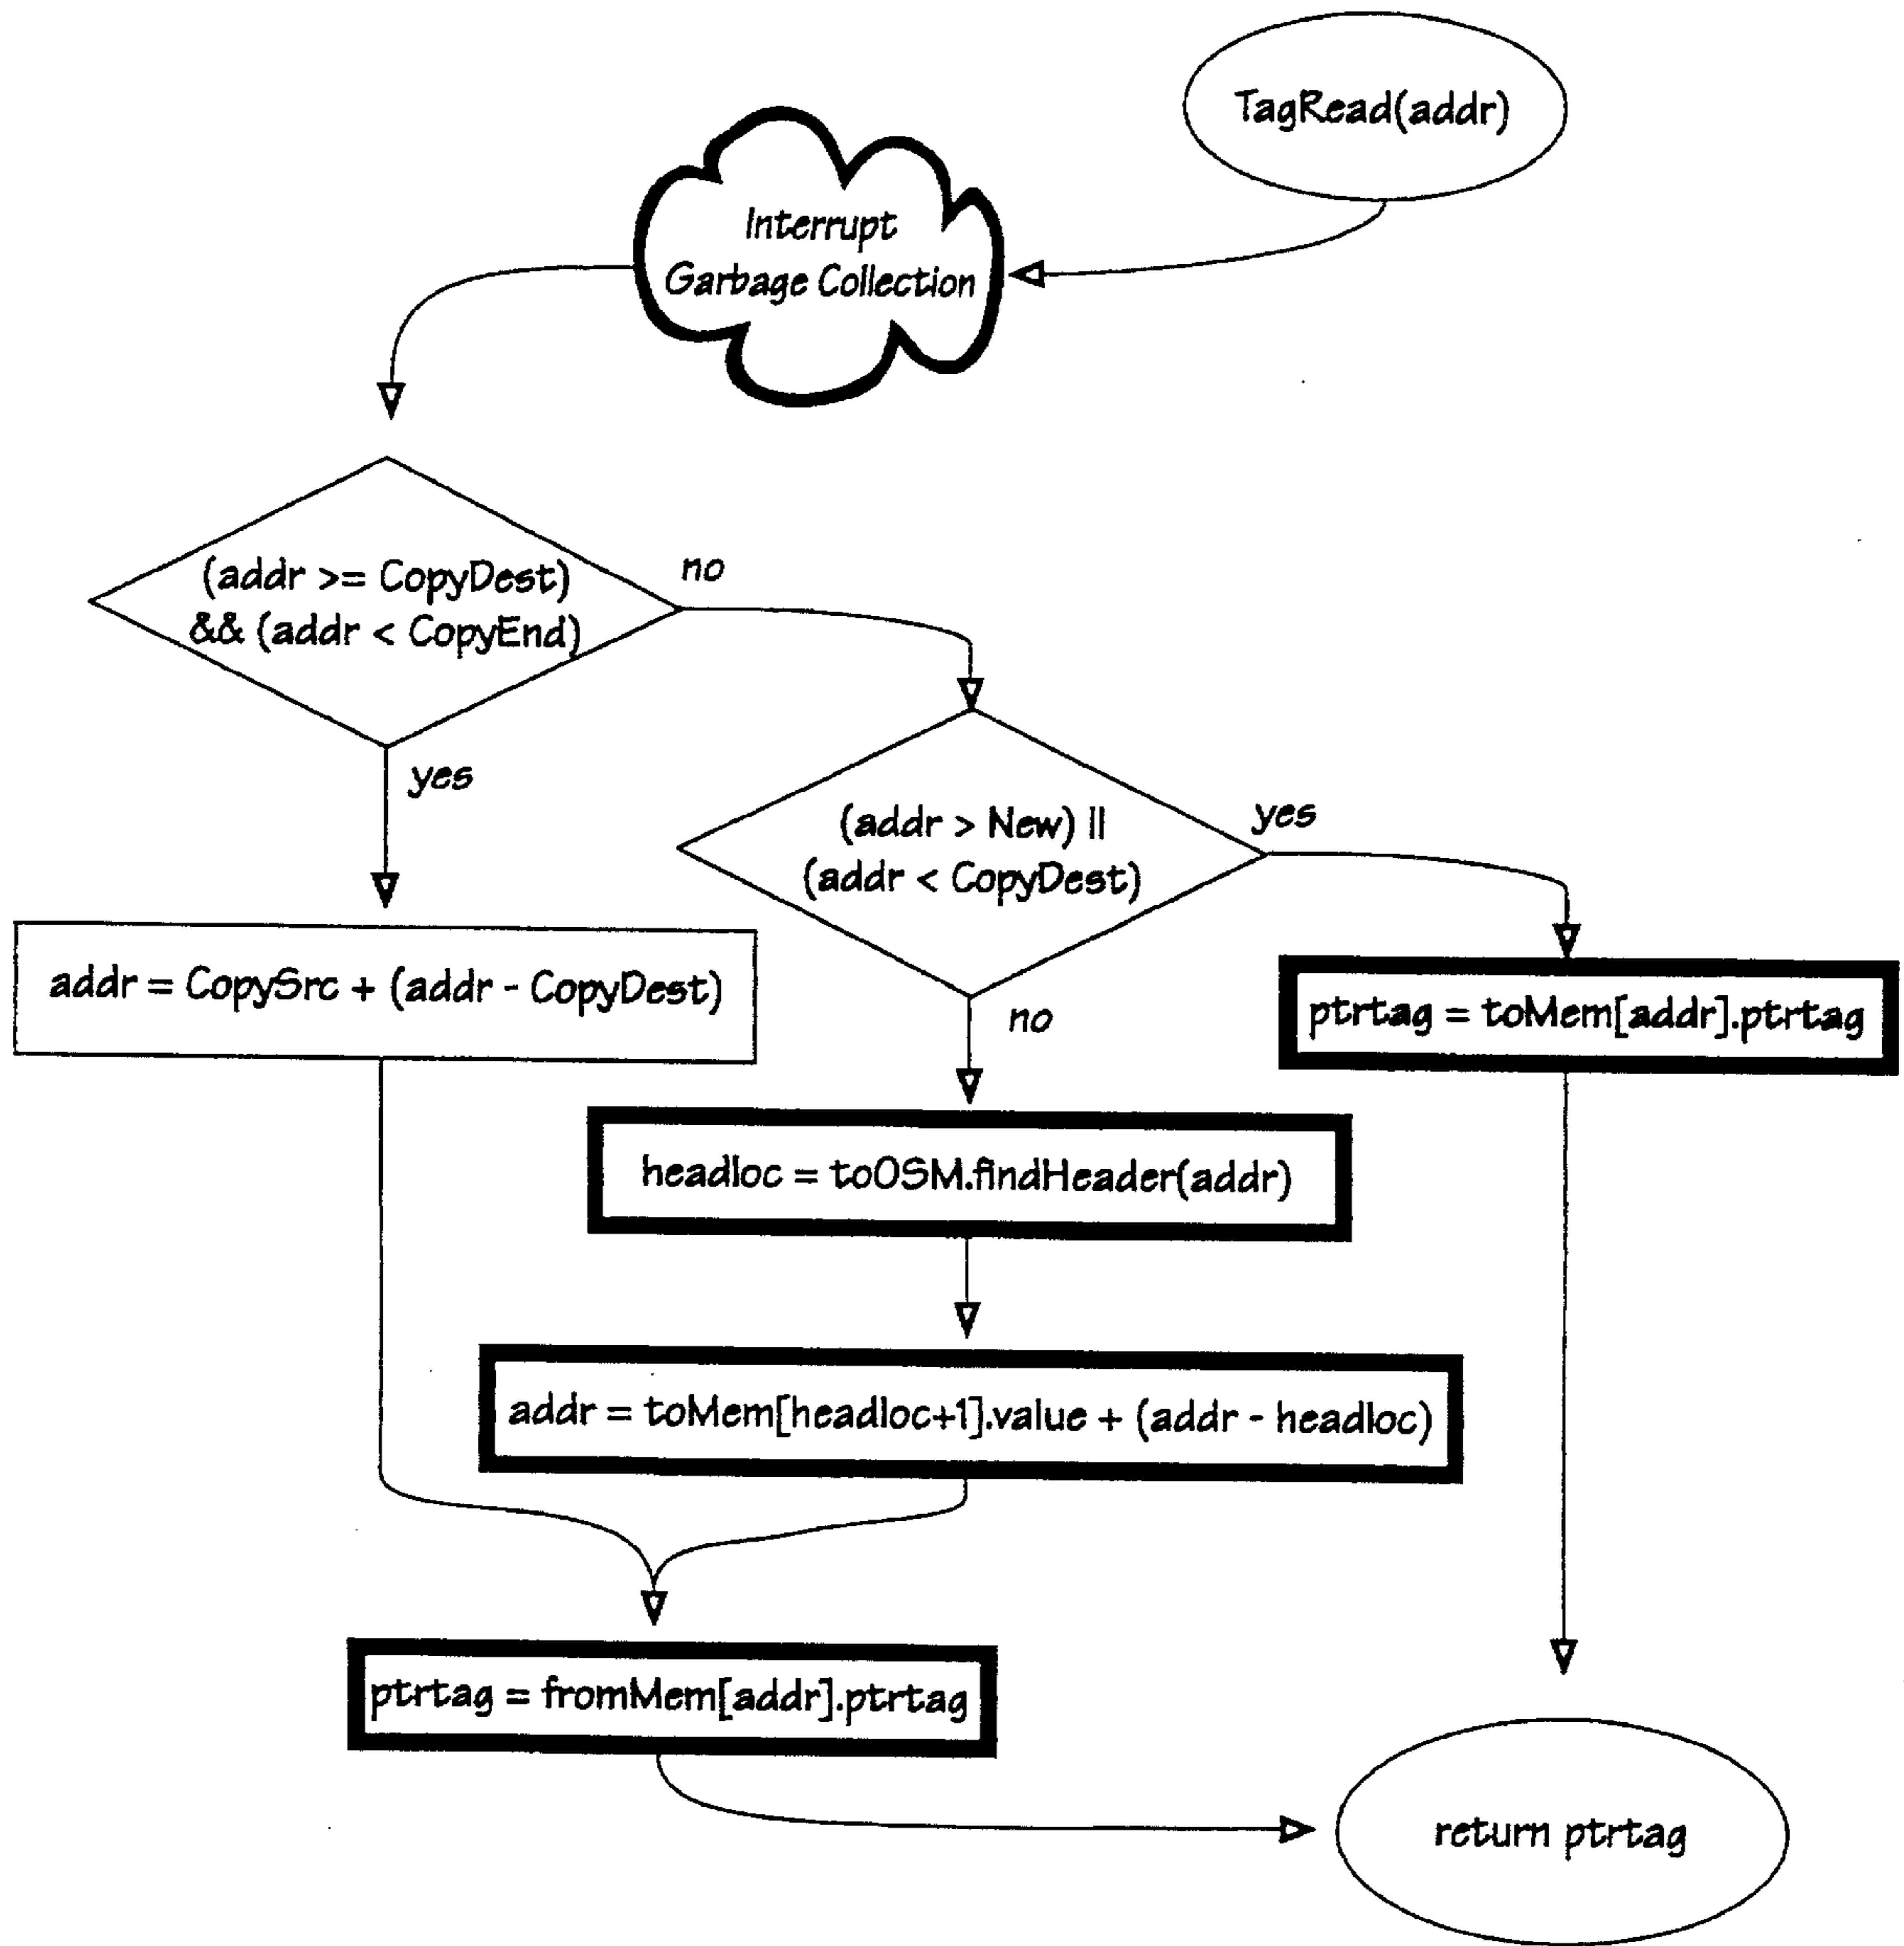 TagRead(addr)
Interrupt
Garbage Collection
(addr >= CopyDest)
&& (addr < CopyEnd)
no
yes
(addr > New) ||
(addr < CopyDest)
yes
no
addr = CopySrc + (addr - CopyDest)
ptrtag = toMem[addr].ptrtag
headloc = toOSM.findHeader(addr)
addr = toMem[headloc+1].value + (addr - headloc)
ptrtag = fromMem[addr].ptrtag
return ptrtag